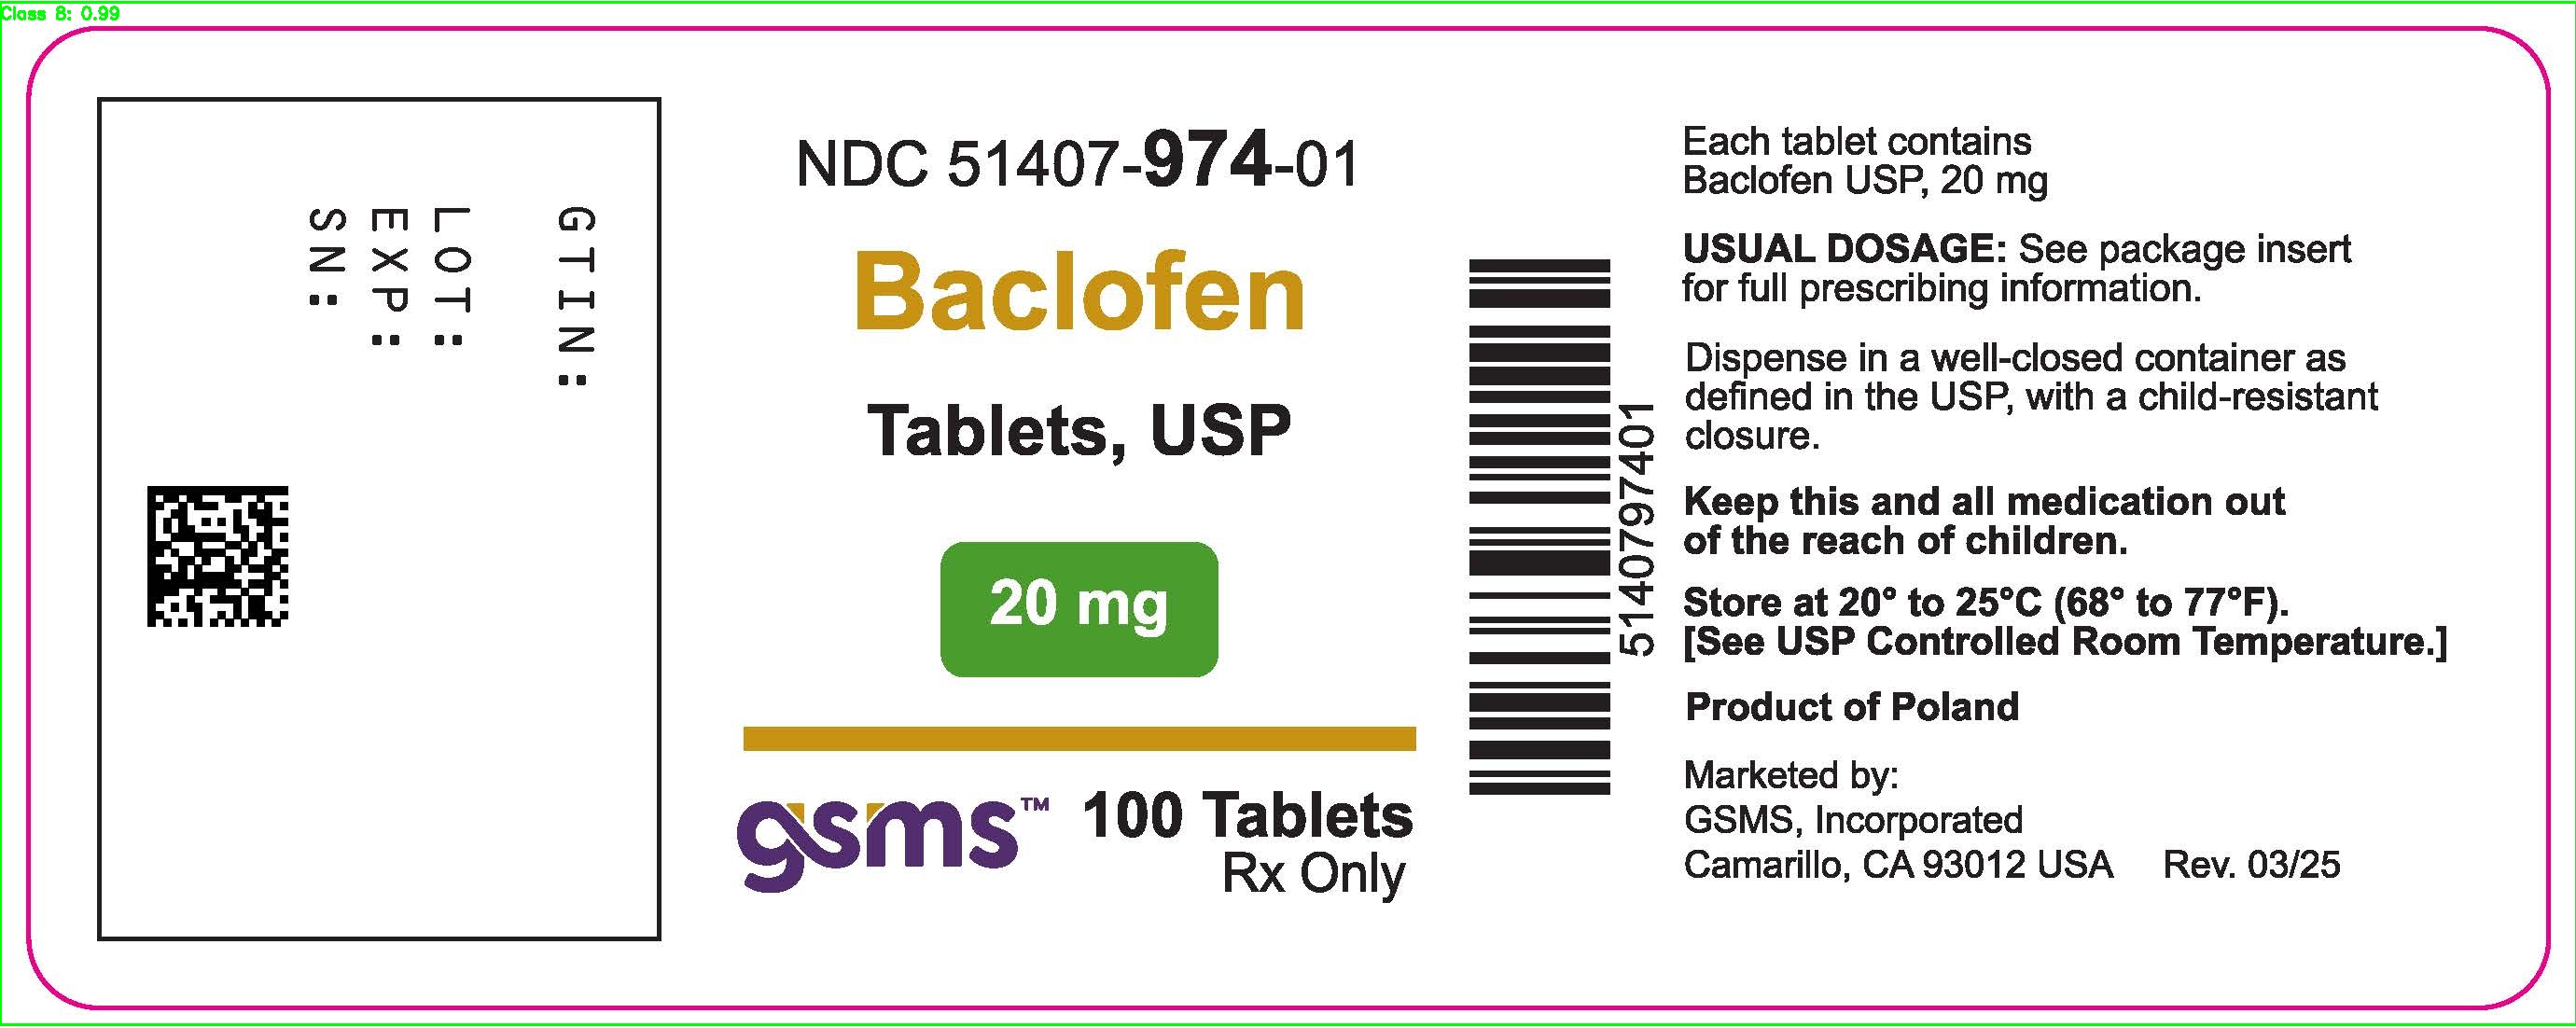 Class 8: 0.99
GTIN:
LOT:
EXP:
SN:
NDC 51407-974-01
Baclofen
Tablets, USP
20 mg
gsms™
100 Tablets
Rx Only
5140797401
Each tablet contains
Baclofen USP, 20 mg
USUAL DOSAGE: See package insert
for full prescribing information.
Dispense in a well-closed container as
defined in the USP, with a child-resistant
closure.
Keep this and all medication out
of the reach of children.
Store at 20° to 25°C (68° to 77°F).
[See USP Controlled Room Temperature.]
Product of Poland
Marketed by:
GSMS, Incorporated
Camarillo, CA 93012 USA Rev. 03/25